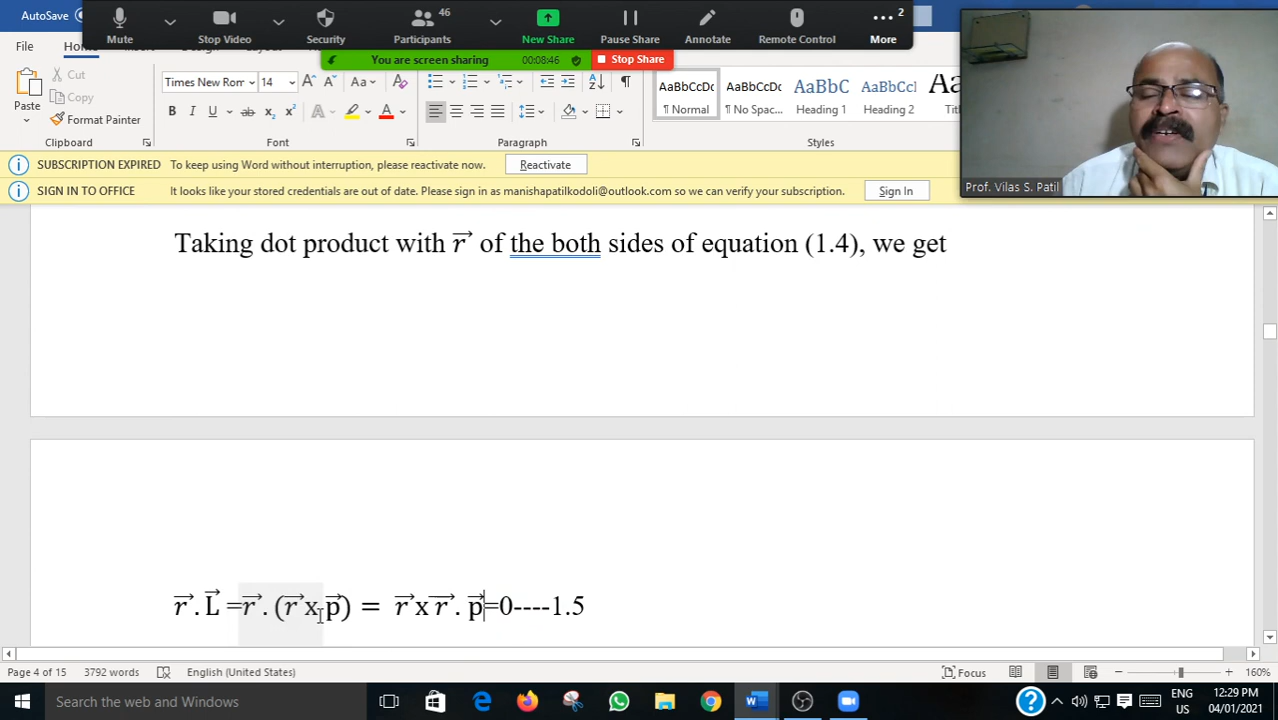 AutoSave
Mute
Stop Video
Security
46
Participants
New Share
Pause Share
Annotate
Remote Control
2
More
You are screen sharing
00:08:46
Stop Share
File
Home
Paste
Cut
Copy
Format Painter
Clipboard
Times New Rom
14
Font
Paragraph
AaBbCcDc
¶ Normal
AaBbCcDc
¶ No Spac...
AaBbC
Heading 1
AaBbCcI
Heading 2
Styles
SUBSCRIPTION EXPIRED To keep using Word without interruption, please reactivate now. Reactivate
SIGN IN TO OFFICE It looks like your stored credentials are out of date. Please sign in as manishapatilkodoli@outlook.com so we can verify your subscription. Sign In
Prof. Vilas S. Patil
Taking dot product with r⃗ of the both sides of equation (1.4), we get
r⃗ . L⃗ =r⃗ . (r⃗ x p⃗) = r⃗ x r⃗ . p⃗=0----1.5
Page 4 of 15 3792 words English (United States) Focus 160%
Search the web and Windows
ENG
US
12:29 PM
04/01/2021